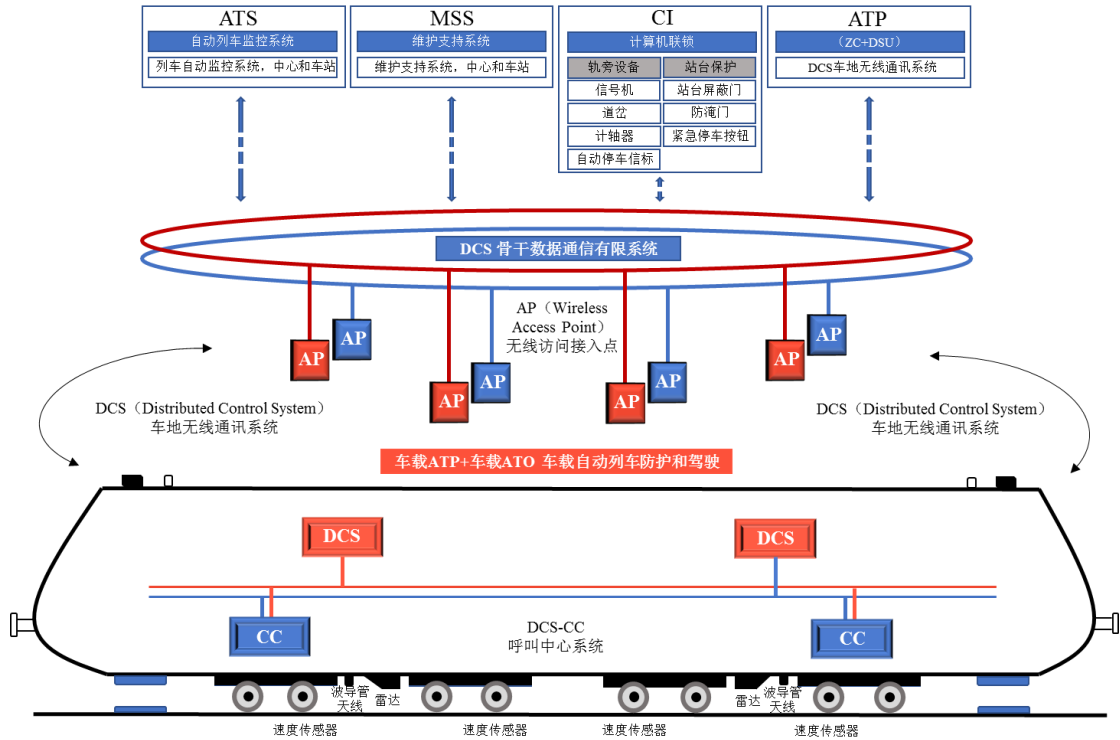 ATS
自动列车监控系统
列车自动监控系统，中心和车站
MSS
维护支持系统
维护支持系统，中心和车站
CI
计算机联锁
轨旁设备
站台保护
信号机
站台屏蔽门
道岔
防淹门
计轴器
紧急停车按钮
自动停车信标
ATP
（ZC+DSU）
DCS车地无线通讯系统
DCS 骨干数据通信有限系统
AP（Wireless
Access Point）
无线访问接入点
AP
AP
AP
AP
AP
AP
AP
AP
DCS（Distributed Control System）
车地无线通讯系统
DCS（Distributed Control System）
车地无线通讯系统
车载ATP+车载ATO 车载自动列车防护和驾驶
DCS
DCS
CC
DCS-CC
呼叫中心系统
CC
波导管
天线
雷达
雷达
波导管
天线
速度传感器
速度传感器
速度传感器
速度传感器